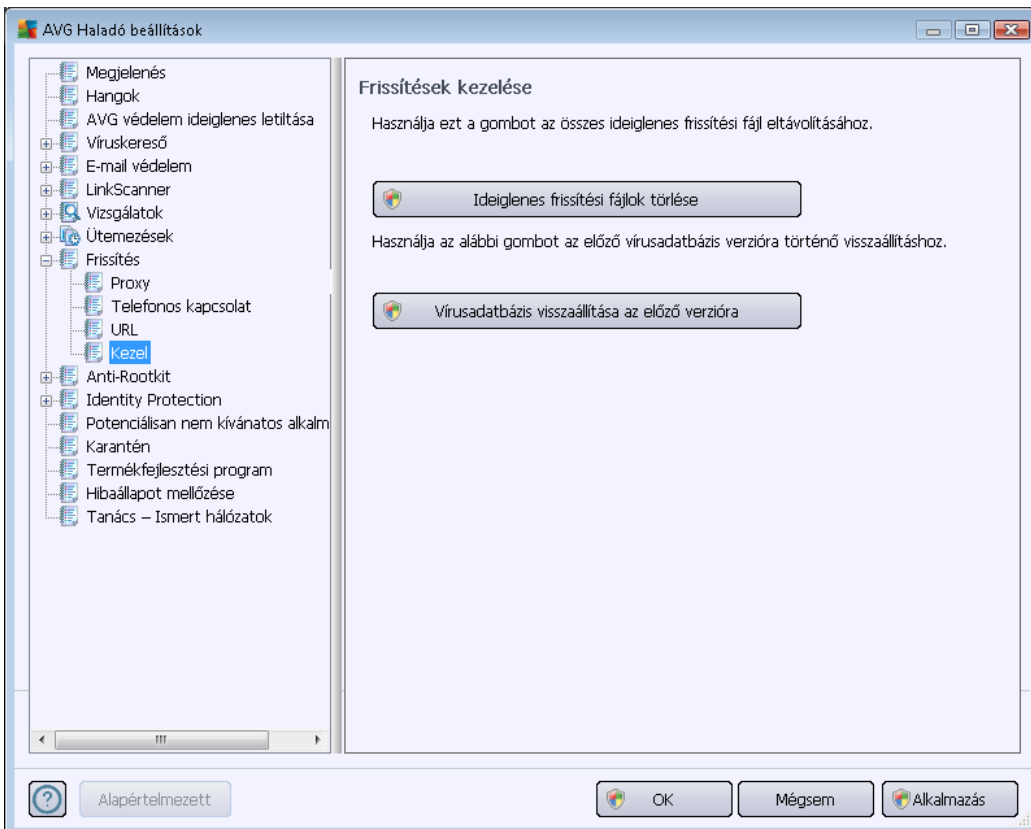 AVG Haladó beállítások
Megjelenés
Hangok
AVG védelem ideiglenes letiltása
Víruskereső
E-mail védelem
LinkScanner
Vizsgálatok
Ütemezések
Frissítés
Proxy
Telefonos kapcsolat
URL
Kezel
Anti-Rootkit
Identity Protection
Potenciálisan nem kívánatos alkalm
Karantén
Termékfejlesztési program
Hibaállapot mellőzése
Tanács – Ismert hálózatok
Frissítések kezelése
Használja ezt a gombot az összes ideiglenes frissítési fájl eltávolításához.
Ideiglenes frissítési fájlok törlése
Használja az alábbi gombot az előző vírusadatbázis verzióra történő visszaállításhoz.
Vírusadatbázis visszaállítása az előző verzióra
Alapértelmezett
OK
Mégsem
Alkalmazás